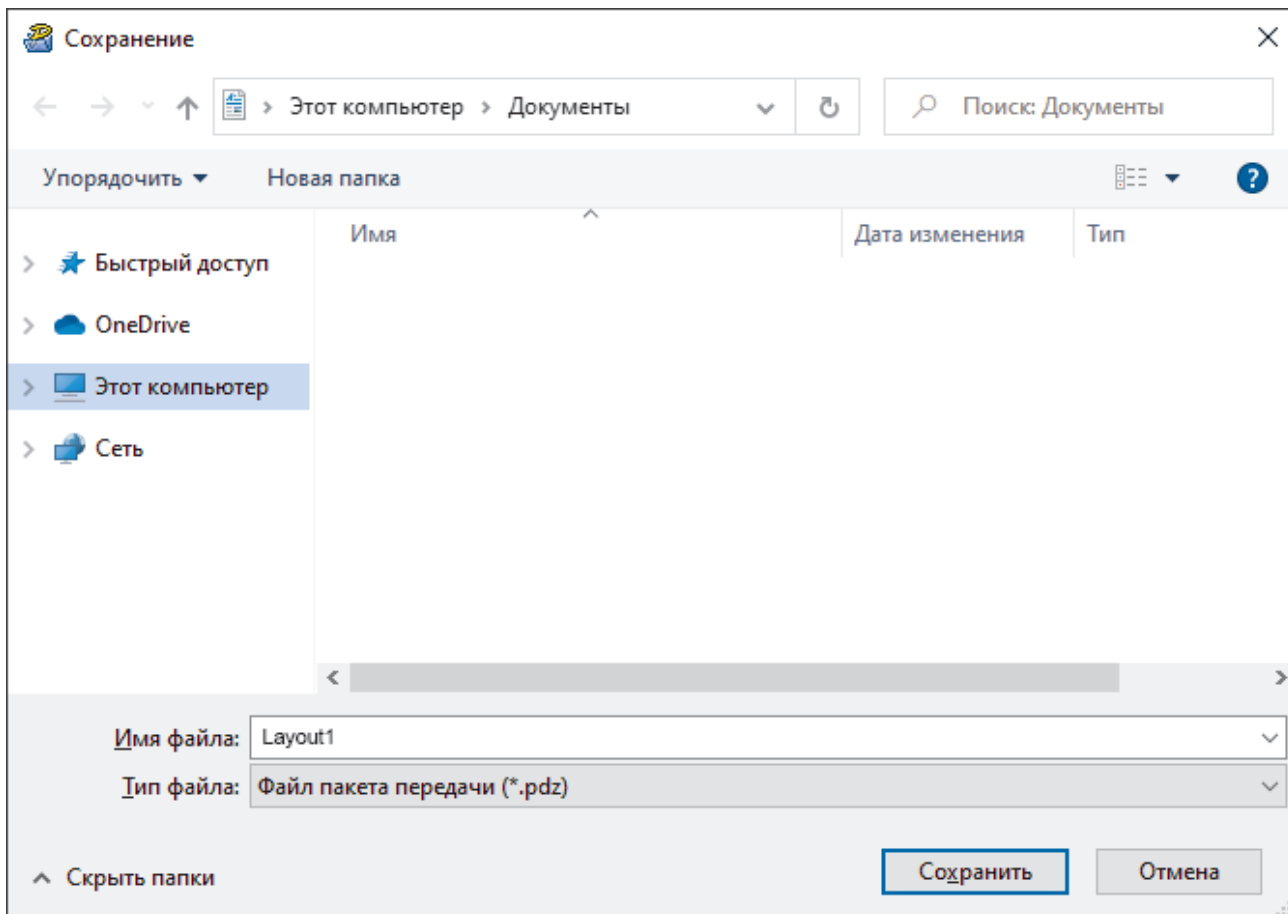 Сохранение
Этот компьютер > Документы
Поиск: Документы
Упорядочить Новая папка
?
Имя Дата изменения Тип
Быстрый доступ
OneDrive
Этот компьютер
Сеть
Имя файла: Layout1
Тип файла: Файл пакета передачи (*.pdz)
Скрыть папки Сохранить Отмена